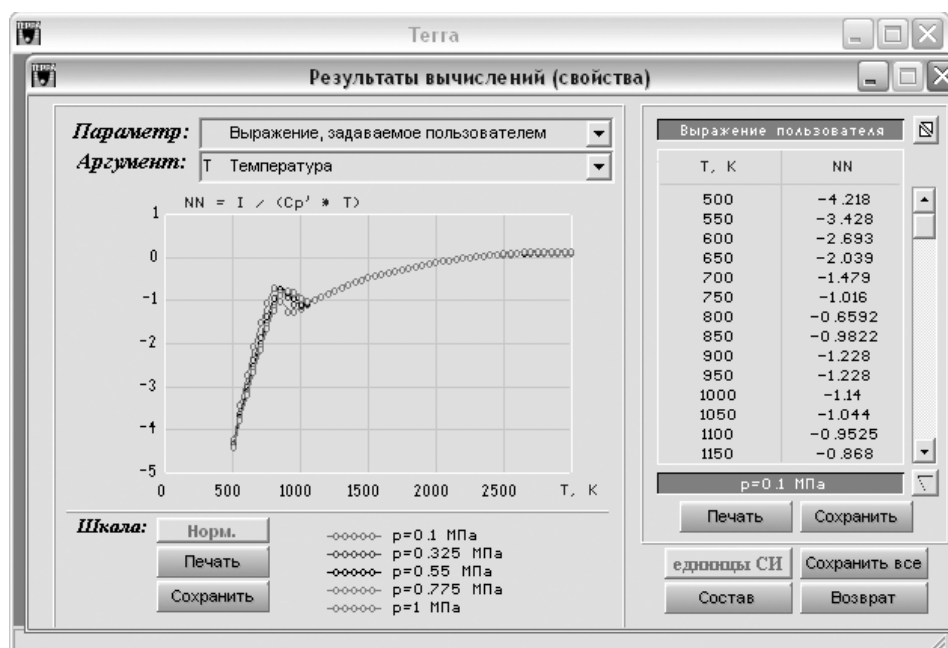 Terra
Результаты вычислений (свойства)
Параметр: Выражение, задаваемое пользователем
Аргумент: T Температура
NN = I / (Cp' * T)
1
0
-1
-2
-3
-4
-5
0 500 1000 1500 2000 2500 T, K
Шкала:
Норм.
Печать
Сохранить
-ooooo- p=0.1 МПа
-ooooo- p=0.325 МПа
-ooooo- p=0.55 МПа
-ooooo- p=0.775 МПа
-ooooo- p=1 МПа
Выражение пользователя
T, K NN
500 -4.218
550 -3.428
600 -2.693
650 -2.039
700 -1.479
750 -1.016
800 -0.6592
850 -0.9822
900 -1.228
950 -1.228
1000 -1.14
1050 -1.044
1100 -0.9525
1150 -0.868
p=0.1 МПа
Печать Сохранить
единицы СИ Сохранить все
Состав Возврат